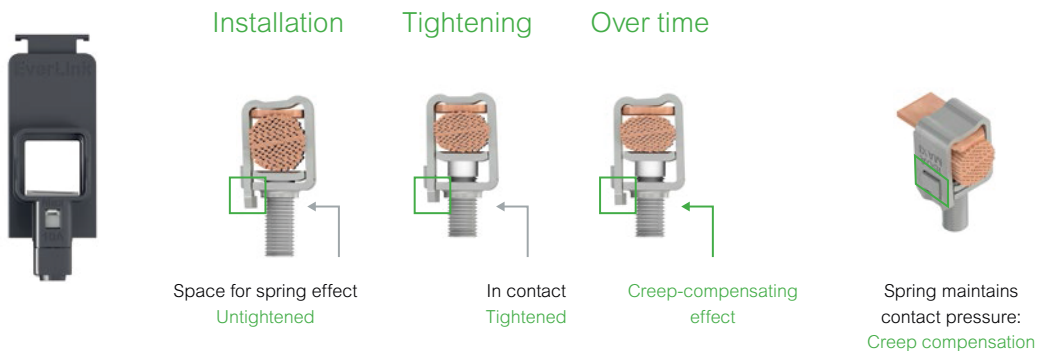 Installation
Tightening
Over time
EverLink
Space for spring effect
Untightened
In contact
Tightened
Creep-compensating
effect
Spring maintains
contact pressure:
Creep compensation